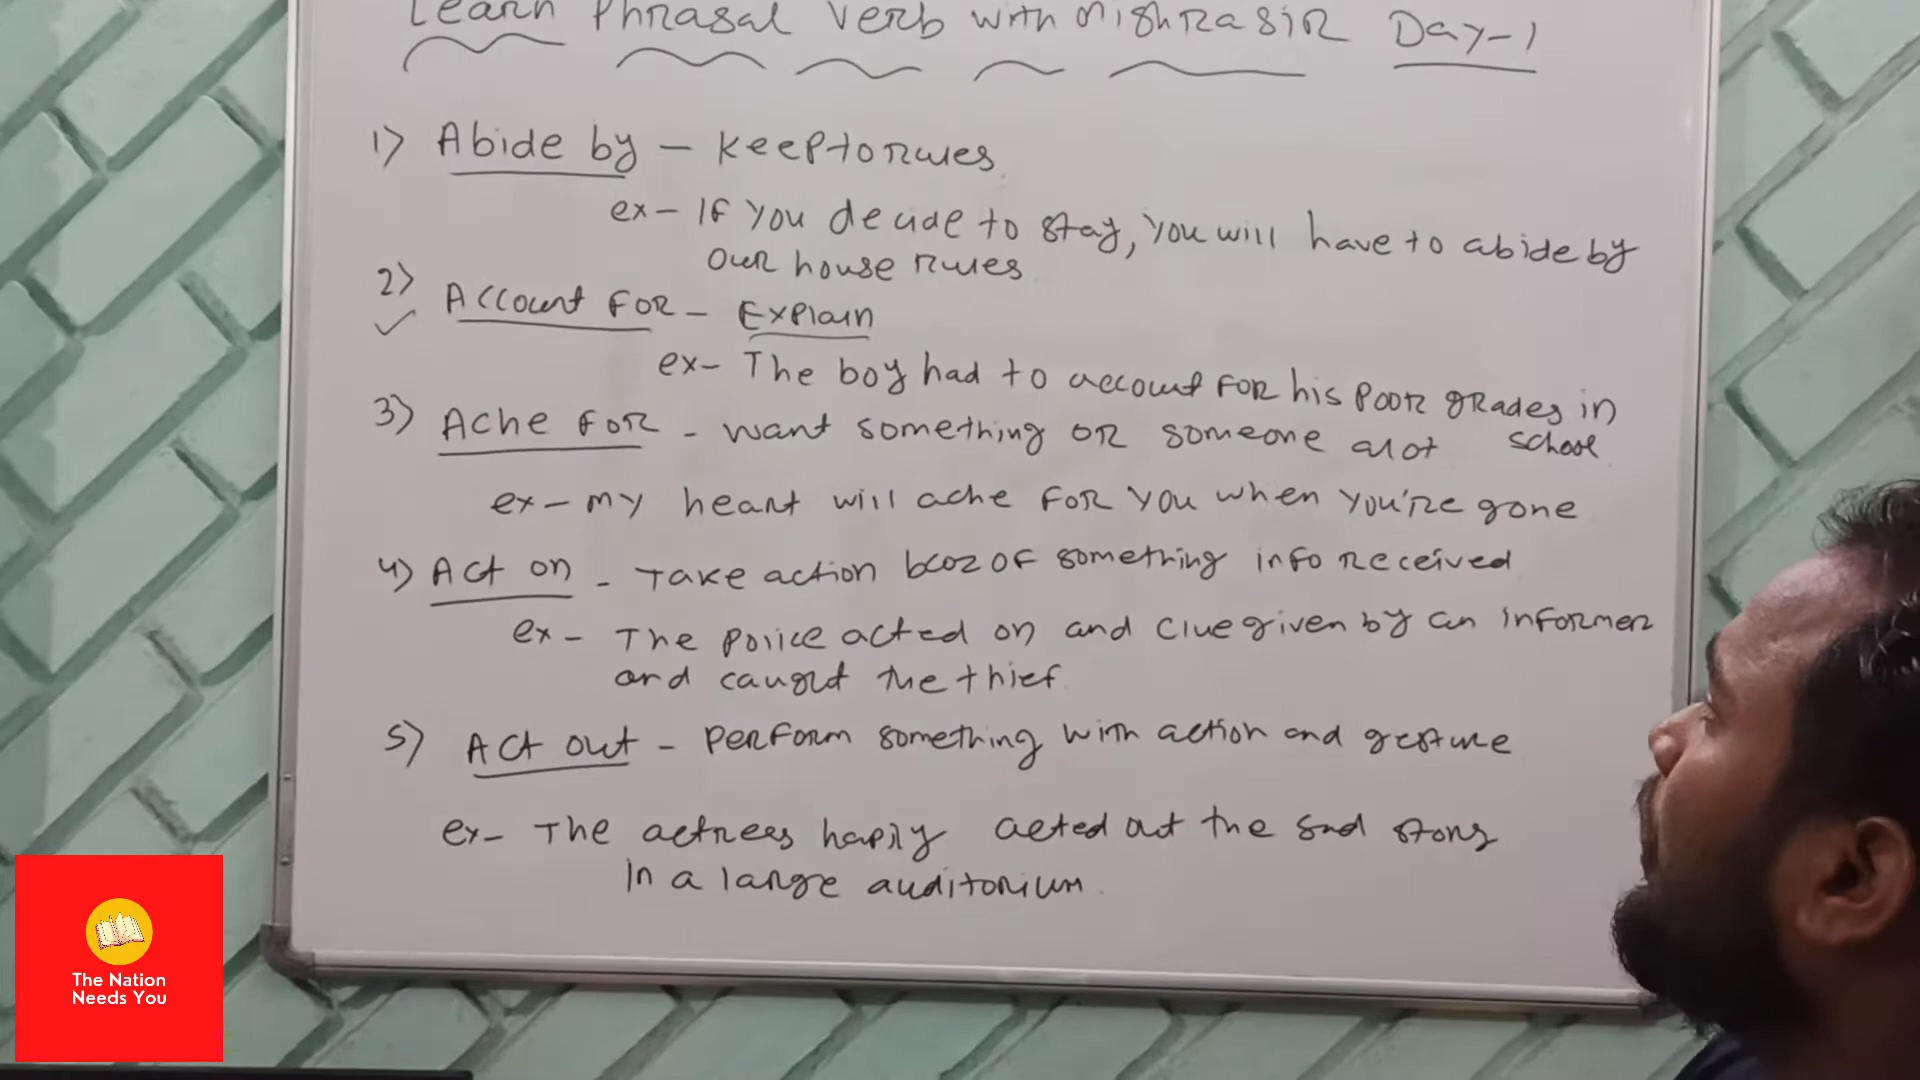 Learn Phrasal Verb with Mishra sir Day-1
1) Abide by - keep to rules
ex- If you decide to stay, you will have to abide by
our house rules
2) Account for - Explain
ex- The boy had to account for his poor grades in
school
3) Ache for - want something or someone alot
ex- my heart will ache for you when you're gone
4) Act on - Take action bcoz of something info received
ex- The police acted on and clue given by an informer
and caught the thief.
5) Act out - perform something with action and gesture
ex- The actress haply acted out the sad story
In a large auditorium.
The Nation
Needs You